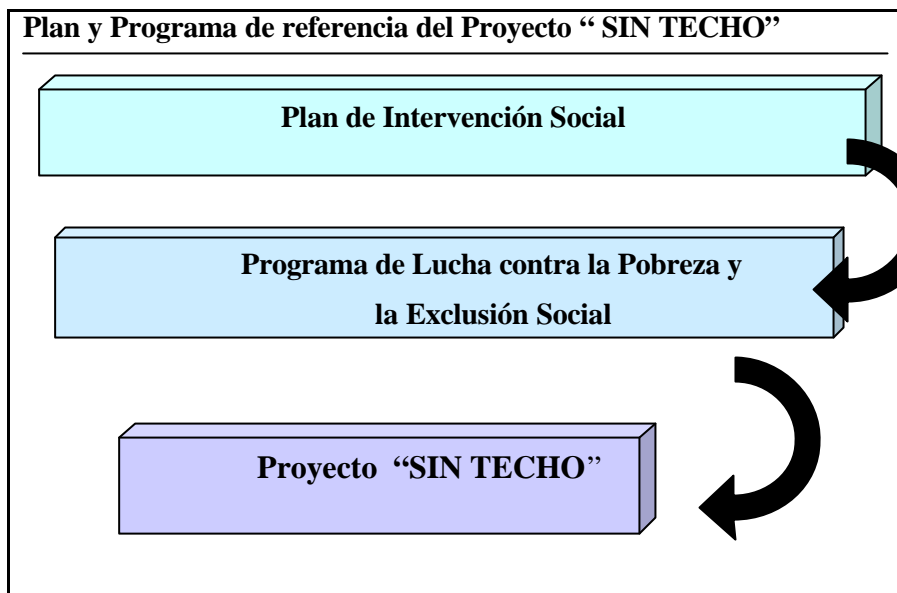 Plan y Programa de referencia del Proyecto “ SIN TECHO”
Plan de Intervención Social
Programa de Lucha contra la Pobreza y
la Exclusión Social
Proyecto “SIN TECHO”